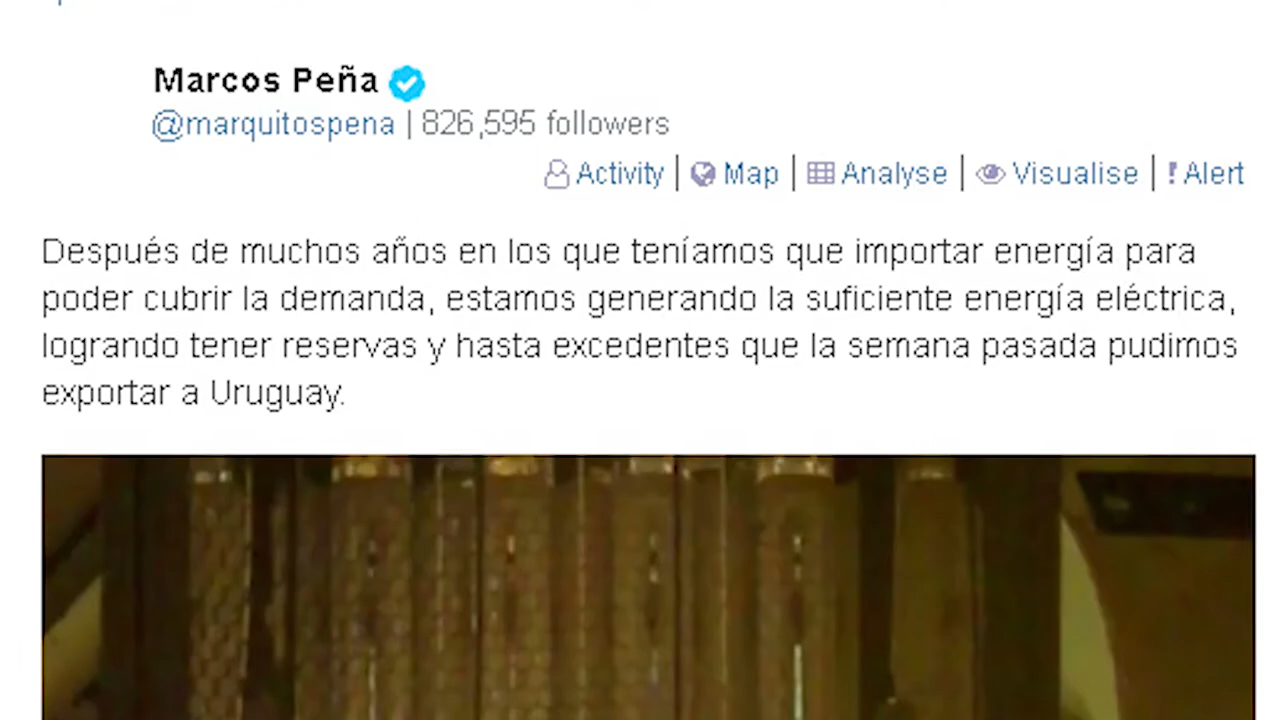 Marcos Peña
@marquitospena | 826,595 followers
Activity | Map | Analyse | Visualise | ! Alert
Después de muchos años en los que teníamos que importar energía para
poder cubrir la demanda, estamos generando la suficiente energía eléctrica,
logrando tener reservas y hasta excedentes que la semana pasada pudimos
exportar a Uruguay.